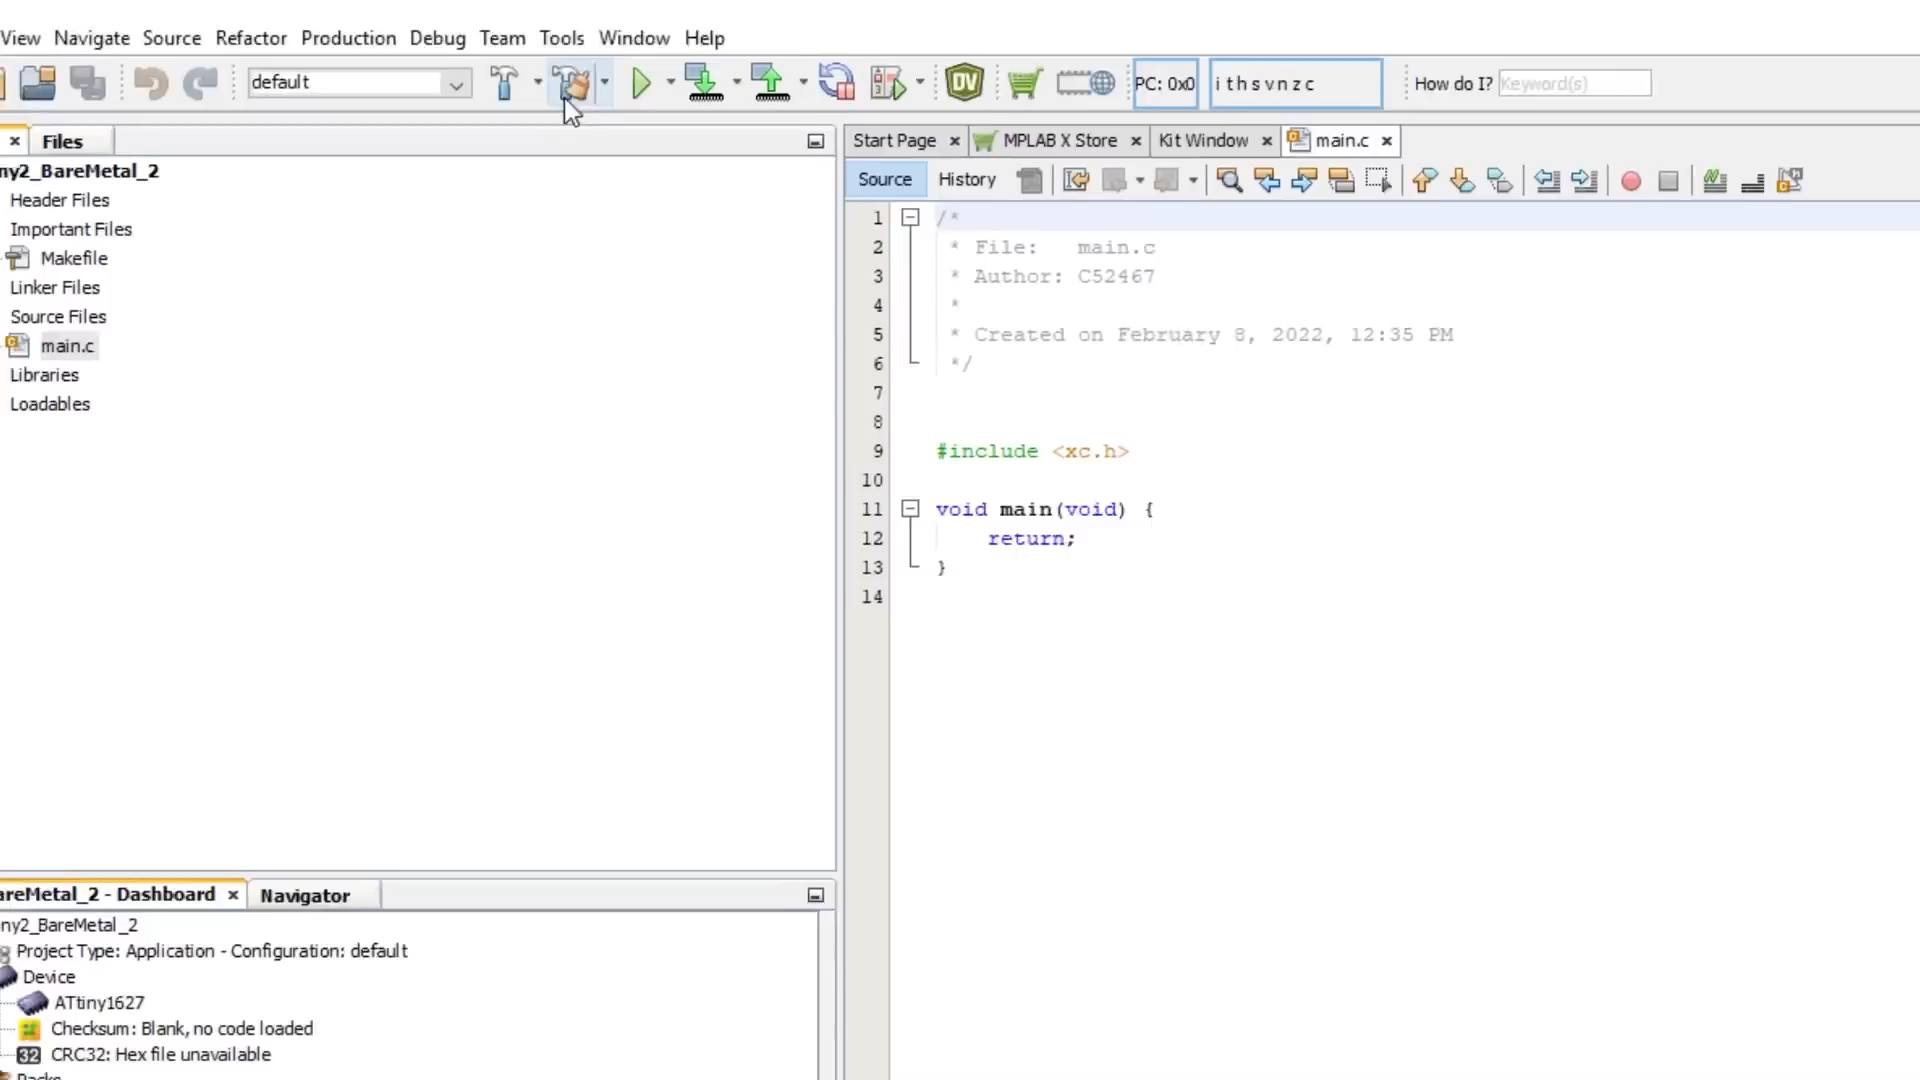 View Navigate Source Refactor Production Debug Team Tools Window Help
default
DV
PC: 0x0
i t h s v n z c
How do I? Keyword(s)
Files
Start Page
MPLAB X Store
Kit Window
main.c
Source
History
ny2_BareMetal_2
Header Files
Important Files
Makefile
Linker Files
Source Files
main.c
Libraries
Loadables
1 /*
2 * File: main.c
3 * Author: C52467
4 *
5 * Created on February 8, 2022, 12:35 PM
6 */
7
8
9 #include <xc.h>
10
11 void main(void) {
12 return;
13 }
14
areMetal_2 - Dashboard
Navigator
ny2_BareMetal_2
Project Type: Application - Configuration: default
Device
ATtiny1627
Checksum: Blank, no code loaded
32 CRC32: Hex file unavailable
Packs